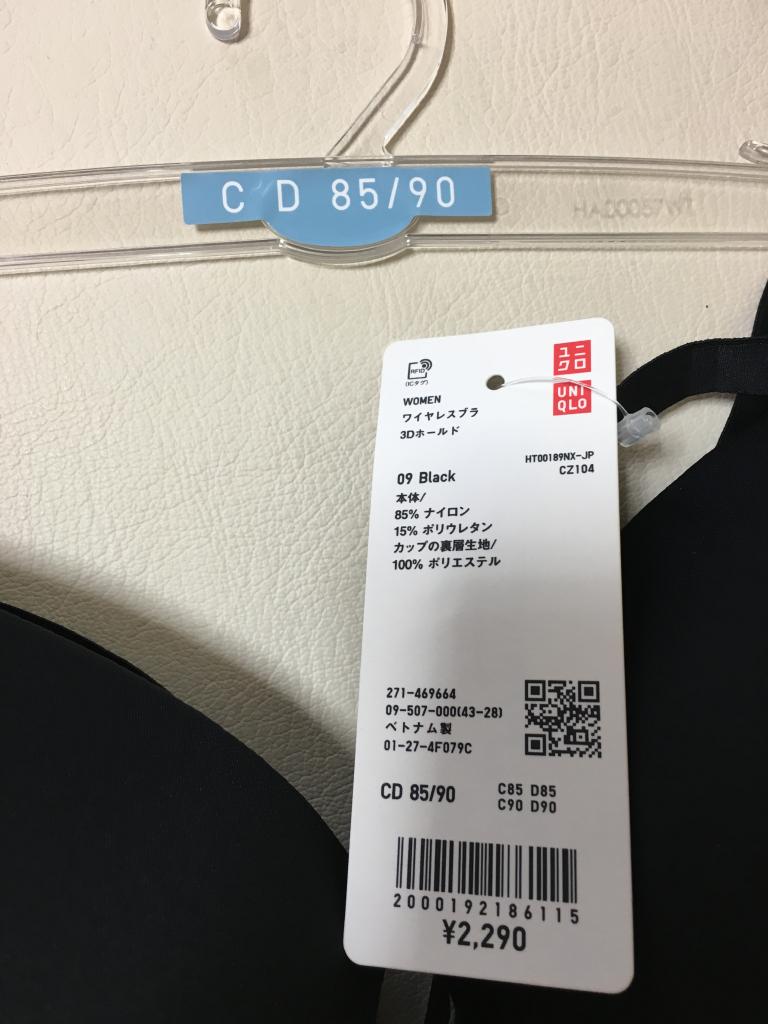 C D 85/90
RFID
(ICタグ)
ユニ
クロ
UNI
QLO
WOMEN
ワイヤレスブラ
3Dホールド
HT00189NX-JP
CZ104
09 Black
本体/
85% ナイロン
15% ポリウレタン
カップの裏層生地/
100% ポリエステル
271-469664
09-507-000(43-28)
ベトナム製
01-27-4F079C
CD 85/90
C85 D85
C90 D90
2000192186115
¥2,290